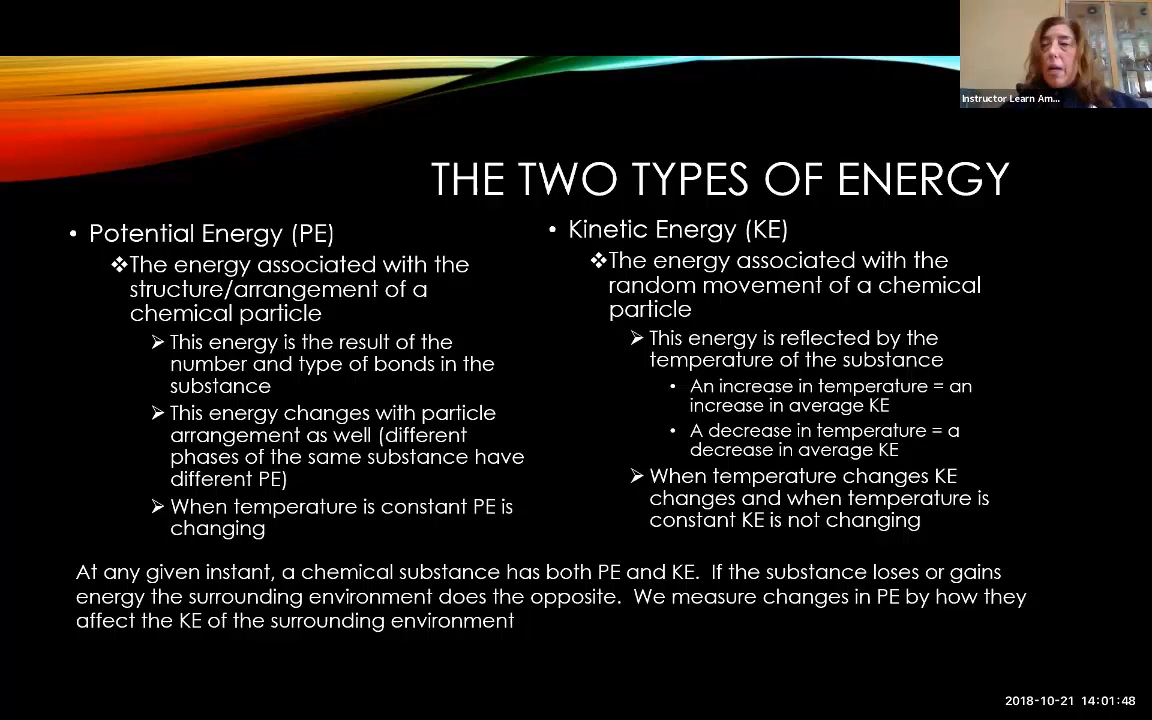 Instructor Learn Am...
THE TWO TYPES OF ENERGY
• Potential Energy (PE)
❖The energy associated with the
structure/arrangement of a
chemical particle
➢ This energy is the result of the
number and type of bonds in the
substance
➢ This energy changes with particle
arrangement as well (different
phases of the same substance have
different PE)
➢ When temperature is constant PE is
changing
• Kinetic Energy (KE)
❖The energy associated with the
random movement of a chemical
particle
➢ This energy is reflected by the
temperature of the substance
• An increase in temperature = an
increase in average KE
• A decrease in temperature = a
decrease in average KE
➢ When temperature changes KE
changes and when temperature is
constant KE is not changing
At any given instant, a chemical substance has both PE and KE.  If the substance loses or gains
energy the surrounding environment does the opposite.  We measure changes in PE by how they
affect the KE of the surrounding environment
2018-10-21 14:01:48